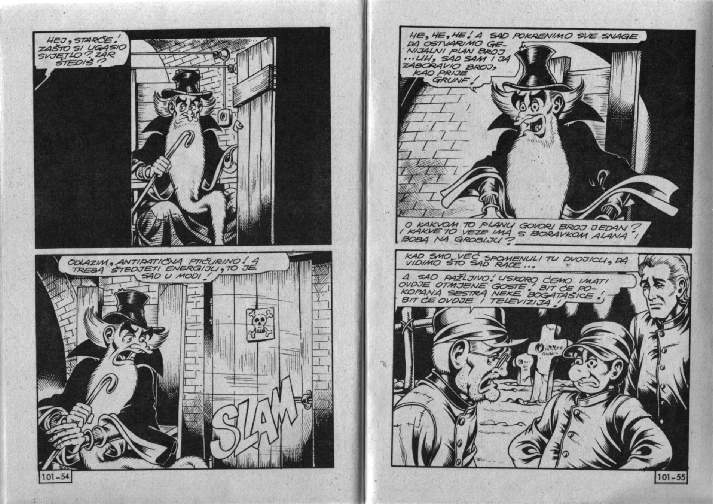 HEJ, STARČE!
ZAŠTO SI UGASIO
SVJETLO? ZAR
ŠTEDIŠ?
ODLAZIM, ANTIPATIČNA PTIČURINO! A
TREBA ŠTEDJETI ENERGIJU, TO JE
SAD U MODI!
SLAM
101-54
HE, HE, HE! A SAD POKRENIMO SVE SNAGE
DA OSTVARIMO GE-
NIJALNI PLAN BROJ
...UH, SAD SAM I JA
ZABORAVIO BROJ,
KAO PRIJE
GRUNF!
O KAKVOM TO PLANU GOVORI BROJ JEDAN?
I KAKVE TO VEZE IMA S BORAVKOM ALANA I
BOBA NA GROBLJU?
KAD SMO VEĆ SPOMENULI TU DVOJICU, DA
VIDIMO ŠTO SAD RADE...
A SAD PAŽLJIVO! USKORO ĆEMO IMATI
OVDJE OTMJENE GOSTE, BIT ĆE PO-
KOPANA SESTRA NEKE BOGATAŠICE!
BIT ĆE OVDJE I TELEVIZIJA!
101-55